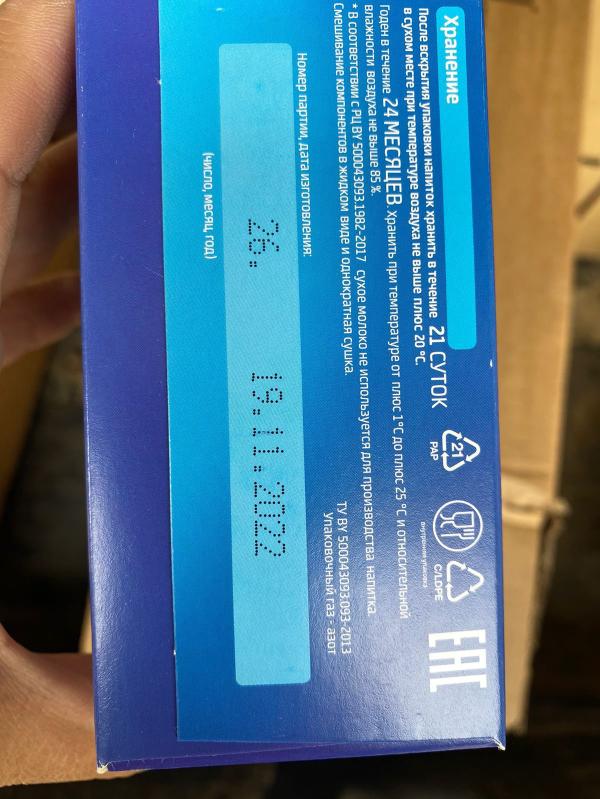 Хранение
После вскрытия упаковки напиток хранить в течение 21 СУТОК
в сухом месте при температуре воздуха не выше плюс 20 °С.
Годен в течение 24 МЕСЯЦЕВ Хранить при температуре от плюс 1°С до плюс 25 °С и относительной
влажности воздуха не выше 85 %.
* В соответствии с РЦ BY 500043093.1982-2017 сухое молоко не используется для производства напитка.
Смешивание компонентов в жидком виде и однократная сушка.
ТУ BY 500043093.093-2013
Упаковочный газ - азот
Номер партии, дата изготовления:
26. 19.11.2022
(число, месяц, год)
21
PAP
внутренняя упаковка
C/LDPE
ЕАС